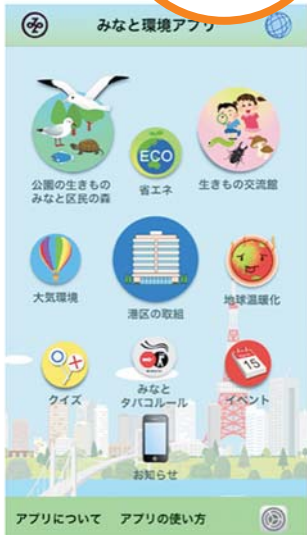 みなと環境アプリ
公園の生きもの
みなと区民の森
ECO
省エネ
生きもの交流館
大気環境
港区の取組
地球温暖化
クイズ
みなと
タバコルール
15
イベント
お知らせ
アプリについて
アプリの使い方